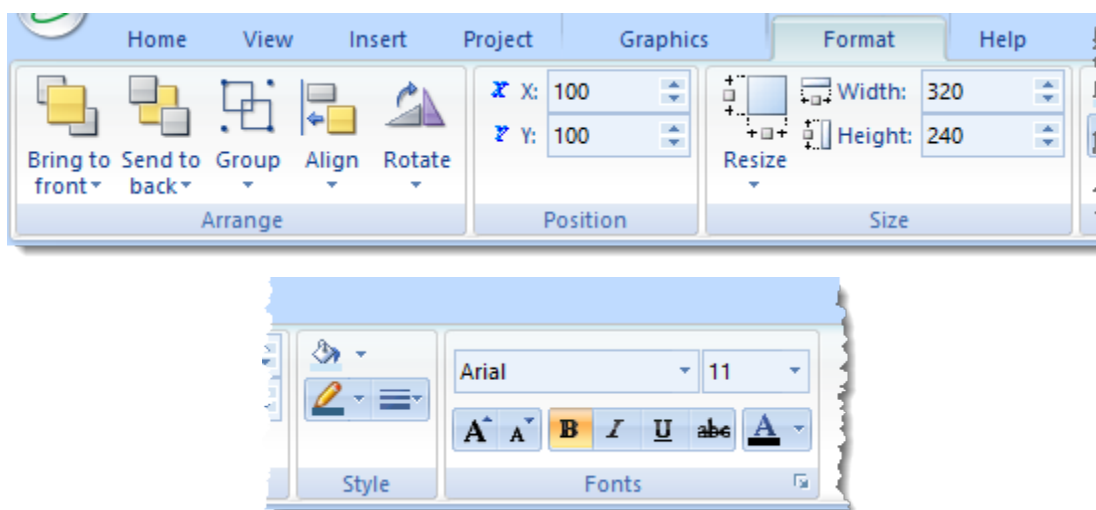 Home View Insert Project Graphics Format Help
X: 100 Width: 320
Y: 100 Height: 240
Bring to front Send to back Group Align Rotate Resize
Arrange Position Size
Arial 11
A A B I U abc A
Style Fonts